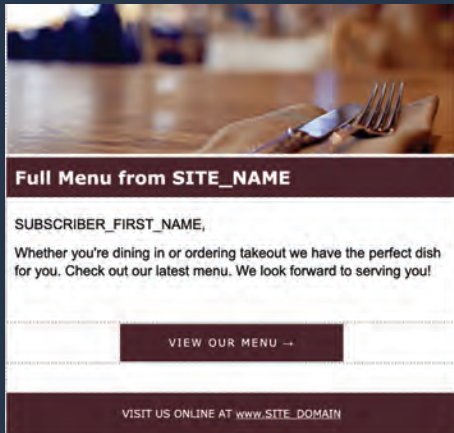 Full Menu from SITE_NAME
SUBSCRIBER_FIRST_NAME,
Whether you're dining in or ordering takeout we have the perfect dish
for you. Check out our latest menu. We look forward to serving you!
VIEW OUR MENU →
VISIT US ONLINE AT www.SITE_DOMAIN